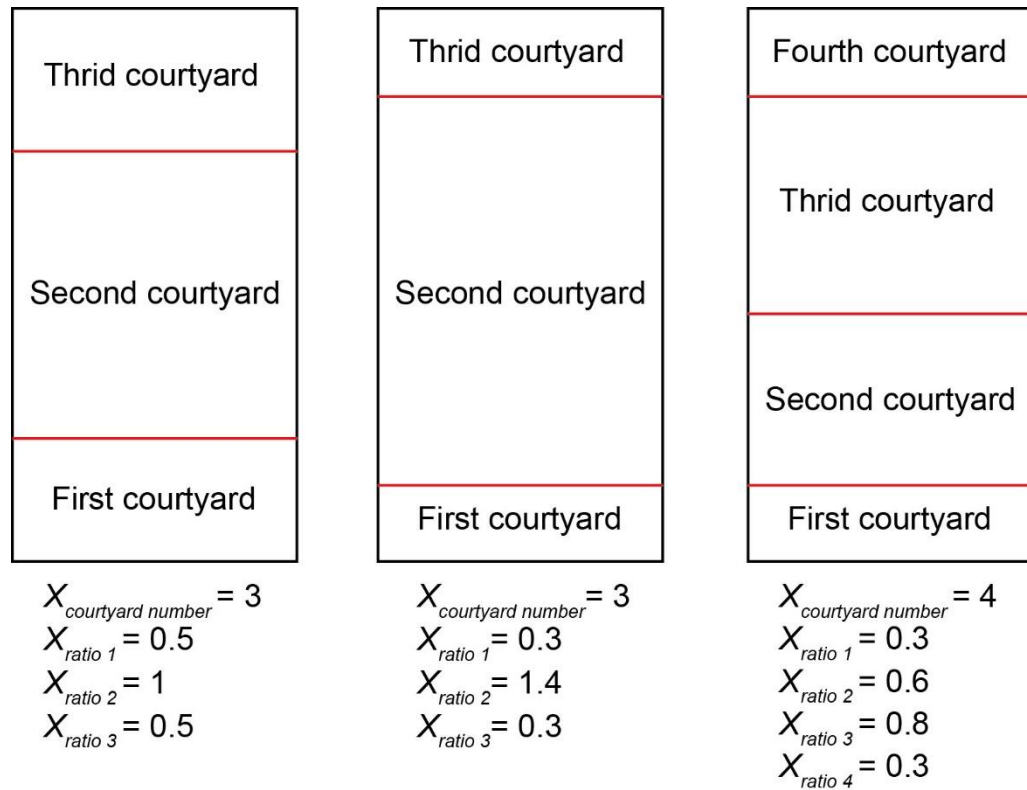 Thrid courtyard
Second courtyard
First courtyard
X courtyard number = 3
X ratio 1 = 0.5
X ratio 2 = 1
X ratio 3 = 0.5
Thrid courtyard
Second courtyard
First courtyard
X courtyard number = 3
X ratio 1 = 0.3
X ratio 2 = 1.4
X ratio 3 = 0.3
Fourth courtyard
Thrid courtyard
Second courtyard
First courtyard
X courtyard number = 4
X ratio 1 = 0.3
X ratio 2 = 0.6
X ratio 3 = 0.8
X ratio 4 = 0.3